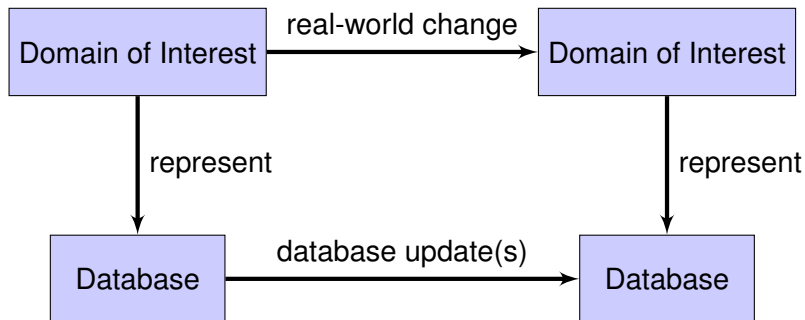 real-world change
Domain of Interest
Domain of Interest
represent
represent
database update(s)
Database
Database